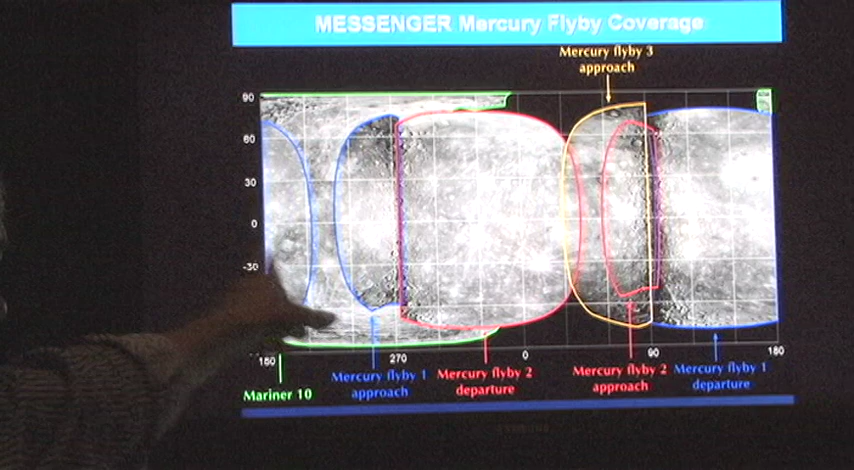 MESSENGER Mercury Flyby Coverage
Mercury flyby 3
approach
90
60
30
0
-30
180
270
0
90
180
Mariner 10
Mercury flyby 1
approach
Mercury flyby 2
departure
Mercury flyby 2
approach
Mercury flyby 1
departure